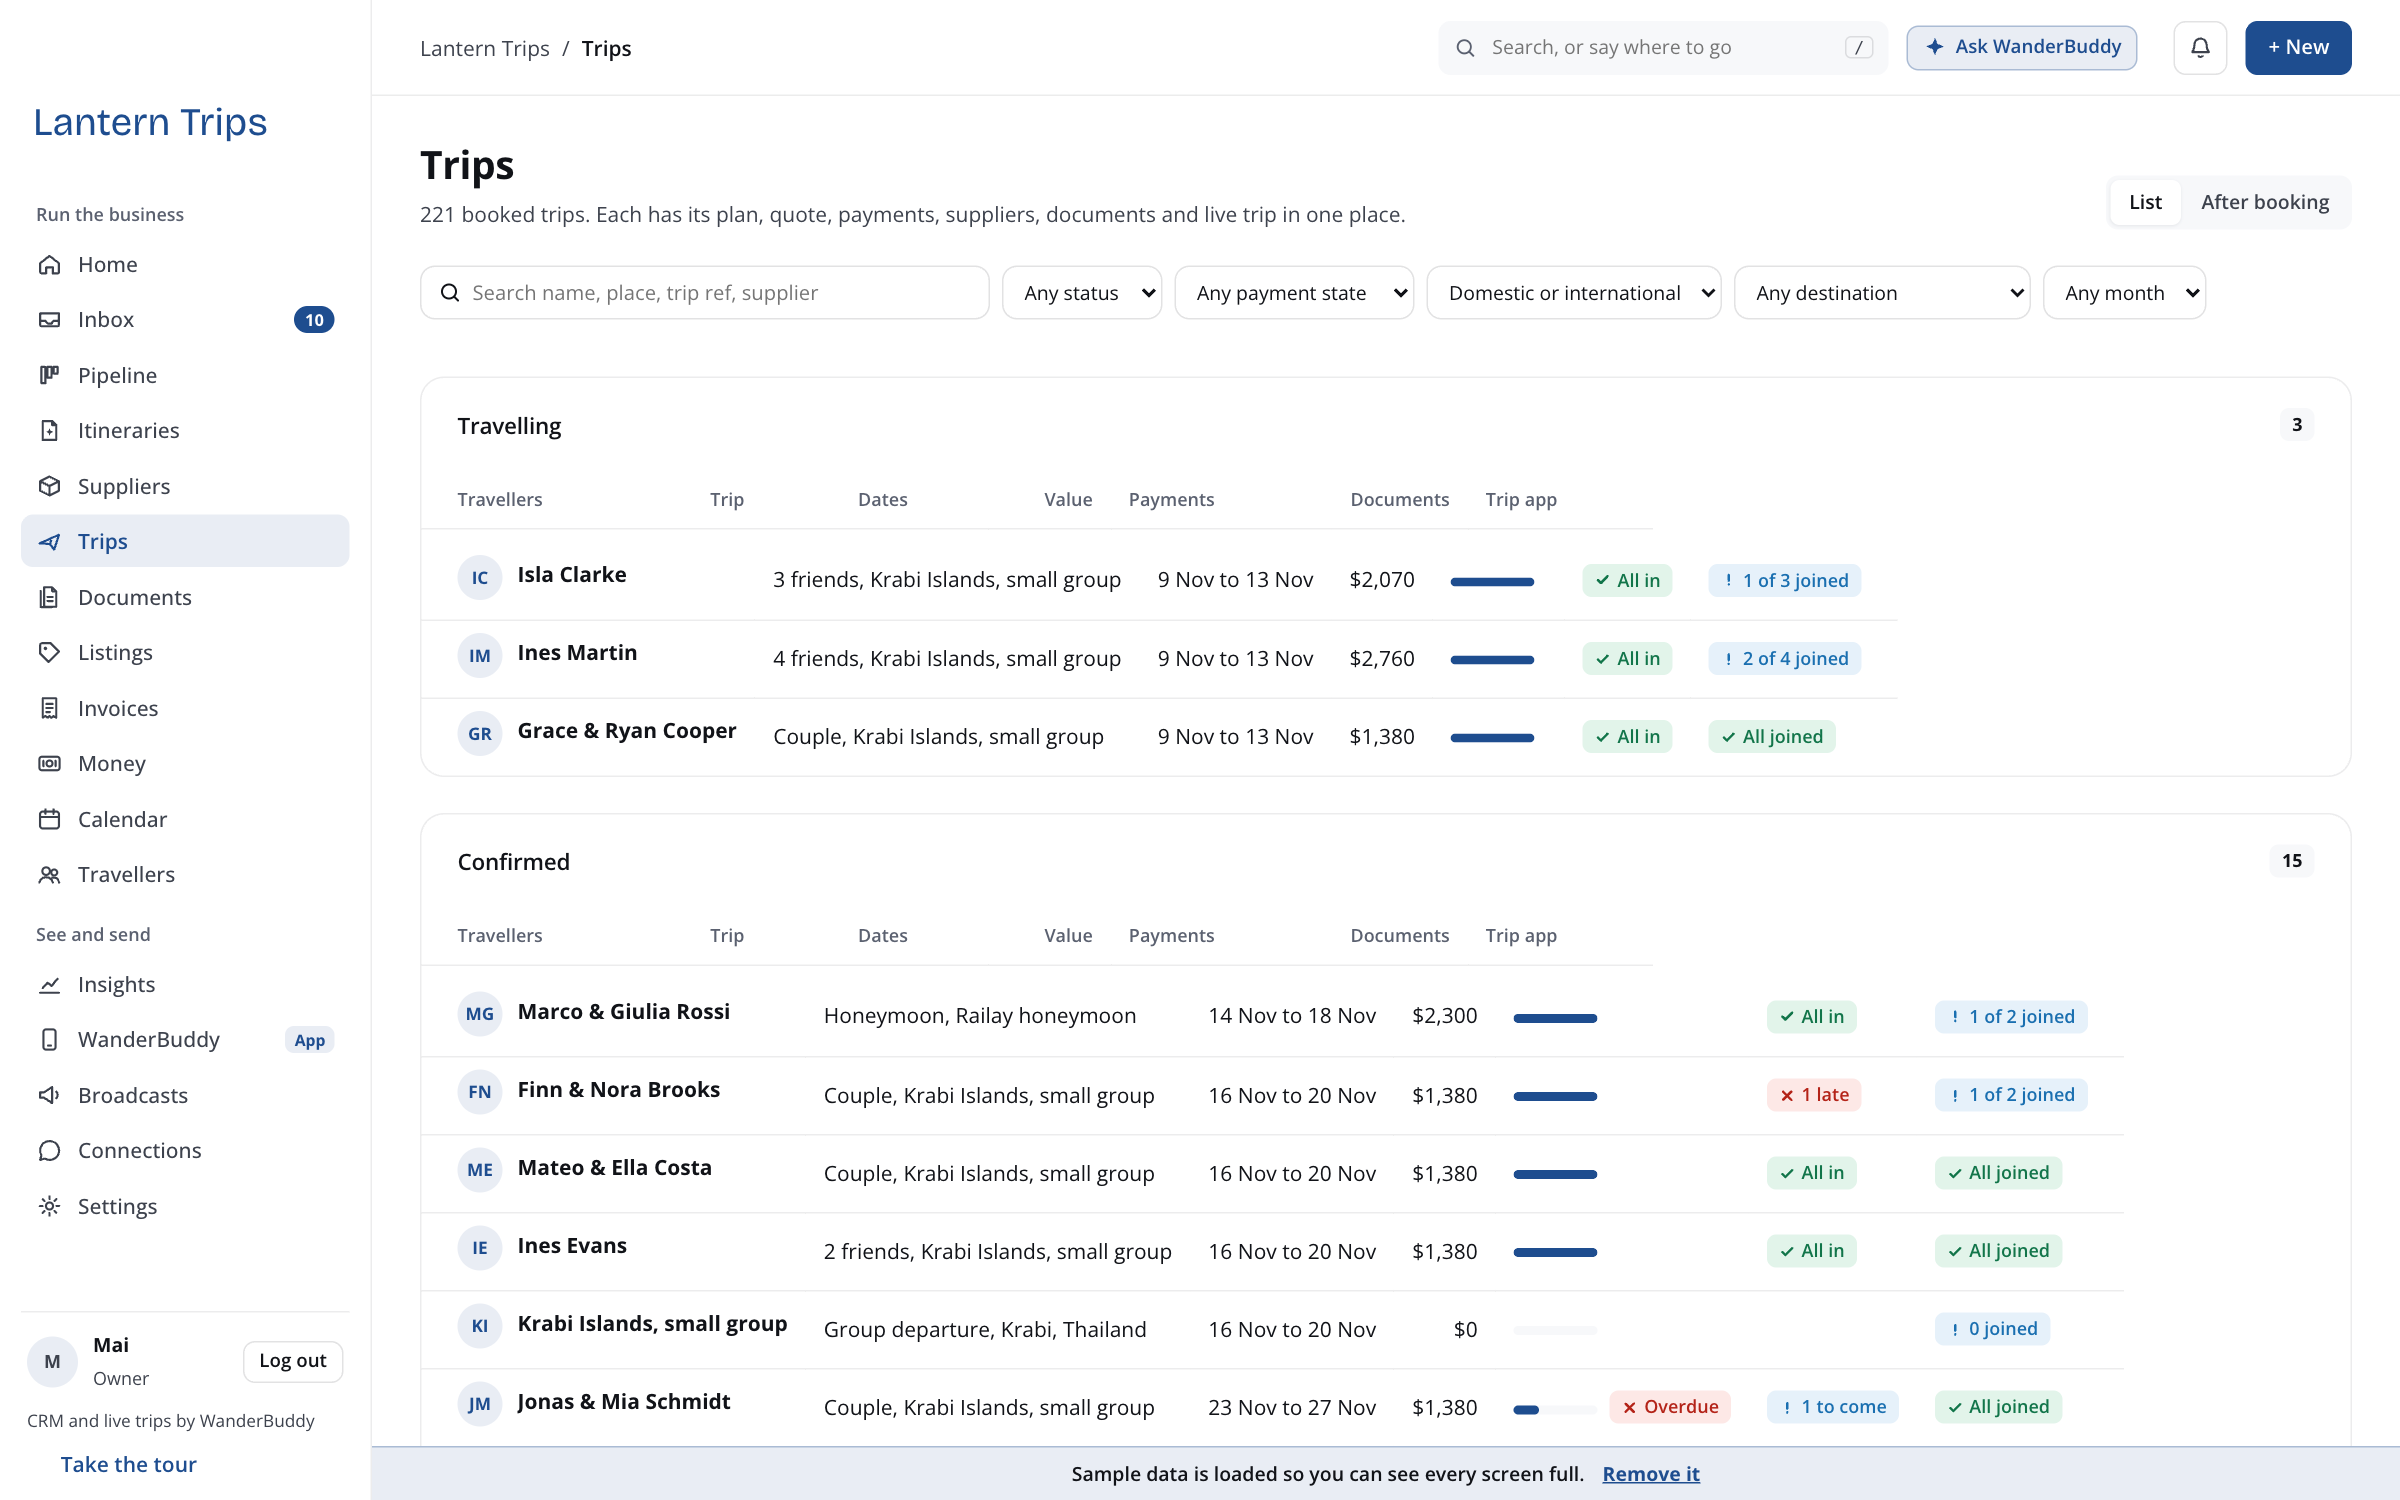 Lantern Trips / Trips
Search, or say where to go
/
Ask WanderBuddy
+ New
Lantern Trips
Run the business
Home
Inbox 10
Pipeline
Itineraries
Suppliers
Trips
Documents
Listings
Invoices
Money
Calendar
Travellers
See and send
Insights
WanderBuddy App
Broadcasts
Connections
Settings
M
Mai
Owner
Log out
CRM and live trips by WanderBuddy
Take the tour
Trips
221 booked trips. Each has its plan, quote, payments, suppliers, documents and live trip in one place.
List After booking
Search name, place, trip ref, supplier
Any status
Any payment state
Domestic or international
Any destination
Any month
Travelling 3
Travellers Trip Dates Value Payments Documents Trip app
IC Isla Clarke 3 friends, Krabi Islands, small group 9 Nov to 13 Nov $2,070 All in 1 of 3 joined
IM Ines Martin 4 friends, Krabi Islands, small group 9 Nov to 13 Nov $2,760 All in 2 of 4 joined
GR Grace & Ryan Cooper Couple, Krabi Islands, small group 9 Nov to 13 Nov $1,380 All in All joined
Confirmed 15
Travellers Trip Dates Value Payments Documents Trip app
MG Marco & Giulia Rossi Honeymoon, Railay honeymoon 14 Nov to 18 Nov $2,300 All in 1 of 2 joined
FN Finn & Nora Brooks Couple, Krabi Islands, small group 16 Nov to 20 Nov $1,380 1 late 1 of 2 joined
ME Mateo & Ella Costa Couple, Krabi Islands, small group 16 Nov to 20 Nov $1,380 All in All joined
IE Ines Evans 2 friends, Krabi Islands, small group 16 Nov to 20 Nov $1,380 All in All joined
KI Krabi Islands, small group Group departure, Krabi, Thailand 16 Nov to 20 Nov $0 0 joined
JM Jonas & Mia Schmidt Couple, Krabi Islands, small group 23 Nov to 27 Nov $1,380 Overdue 1 to come All joined
Sample data is loaded so you can see every screen full. Remove it